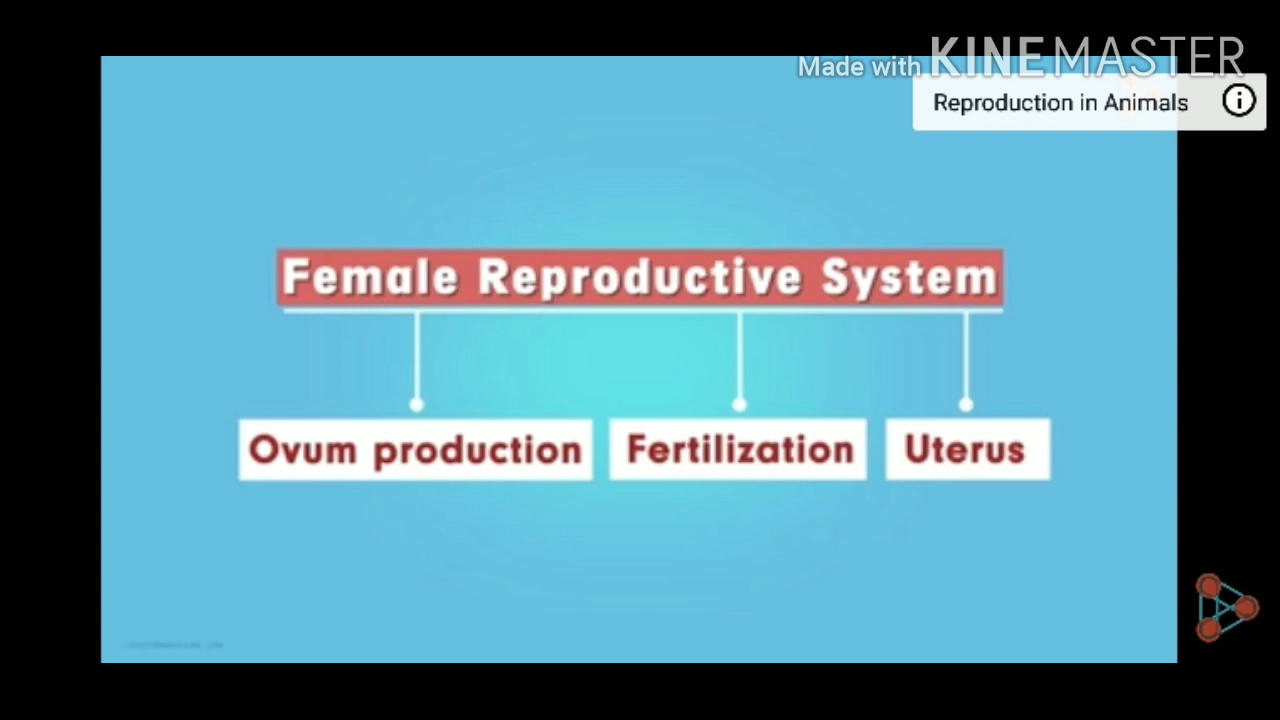 Made with KINEMASTER
Reproduction in Animals
Female Reproductive System
Ovum production
Fertilization
Uterus